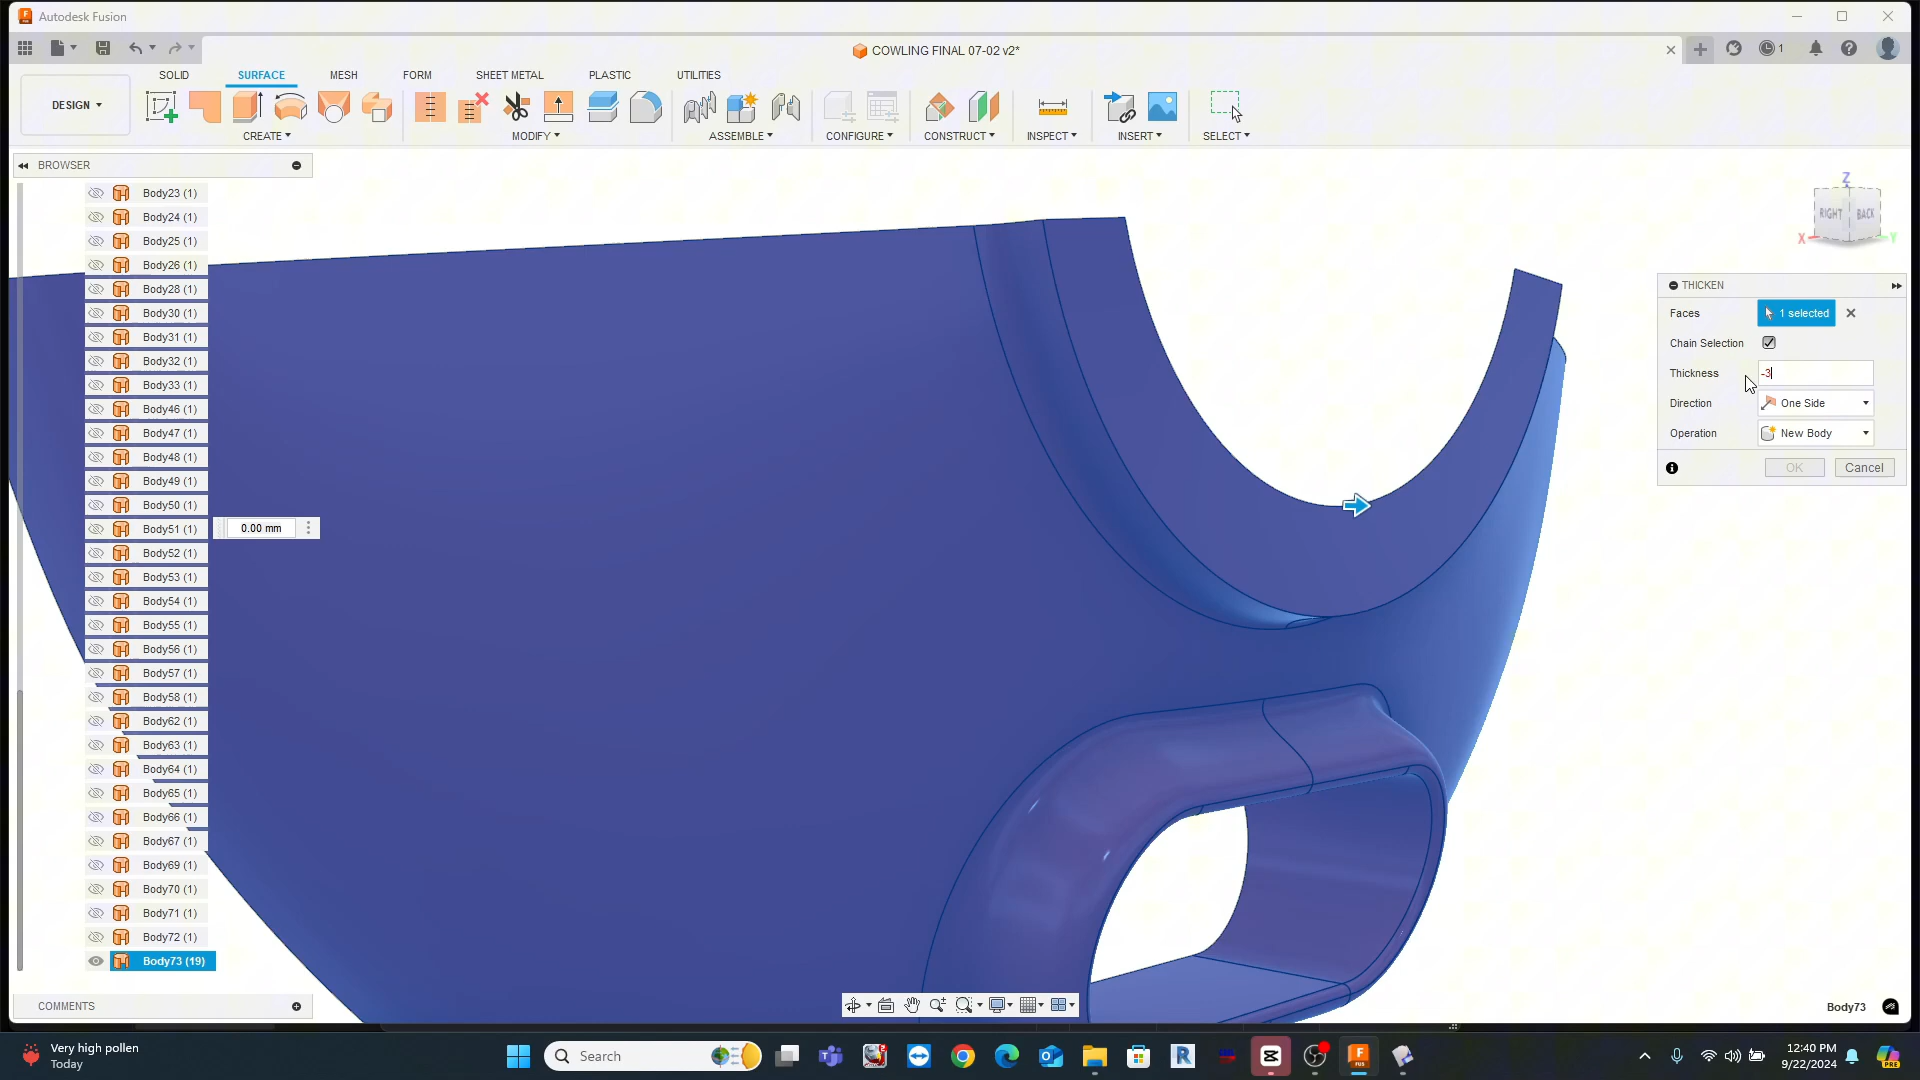 Autodesk Fusion
COWLING FINAL 07-02 v2*
1
SOLID SURFACE MESH FORM SHEET METAL PLASTIC UTILITIES
DESIGN
CREATE MODIFY ASSEMBLE CONFIGURE CONSTRUCT INSPECT INSERT SELECT
BROWSER
Body23 (1)
Body24 (1)
Body25 (1)
Body26 (1)
Body28 (1)
Body30 (1)
Body31 (1)
Body32 (1)
Body33 (1)
Body46 (1)
Body47 (1)
Body48 (1)
Body49 (1)
Body50 (1)
Body51 (1)
Body52 (1)
Body53 (1)
Body54 (1)
Body55 (1)
Body56 (1)
Body57 (1)
Body58 (1)
Body62 (1)
Body63 (1)
Body64 (1)
Body65 (1)
Body66 (1)
Body67 (1)
Body69 (1)
Body70 (1)
Body71 (1)
Body72 (1)
Body73 (19)
0.00 mm
Z
RIGHT BACK
X Y
THICKEN
Faces 1 selected
Chain Selection
Thickness -3
Direction One Side
Operation New Body
OK Cancel
COMMENTS
Body73
Very high pollen
Today
Search
12:40 PM
9/22/2024